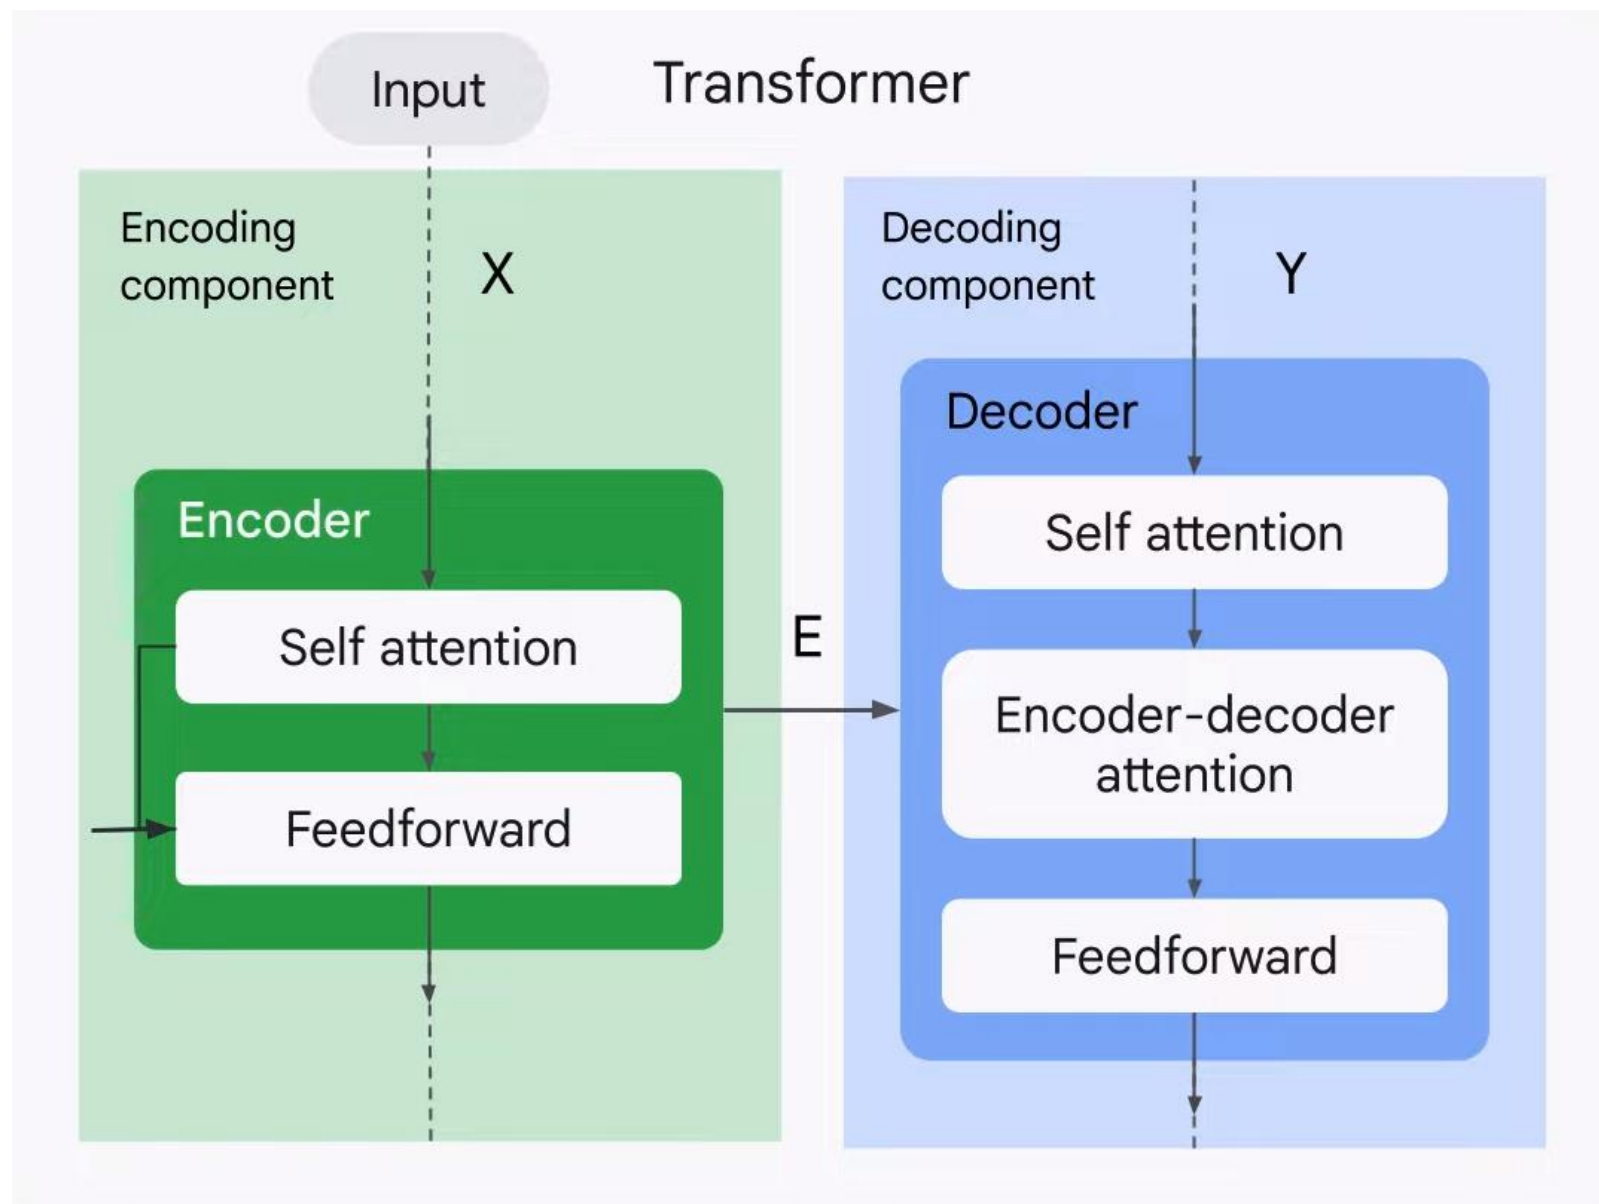 Input
Transformer
Encoding
component
X
Encoder
Self attention
Feedforward
E
Decoding
component
Y
Decoder
Self attention
Encoder-decoder
attention
Feedforward